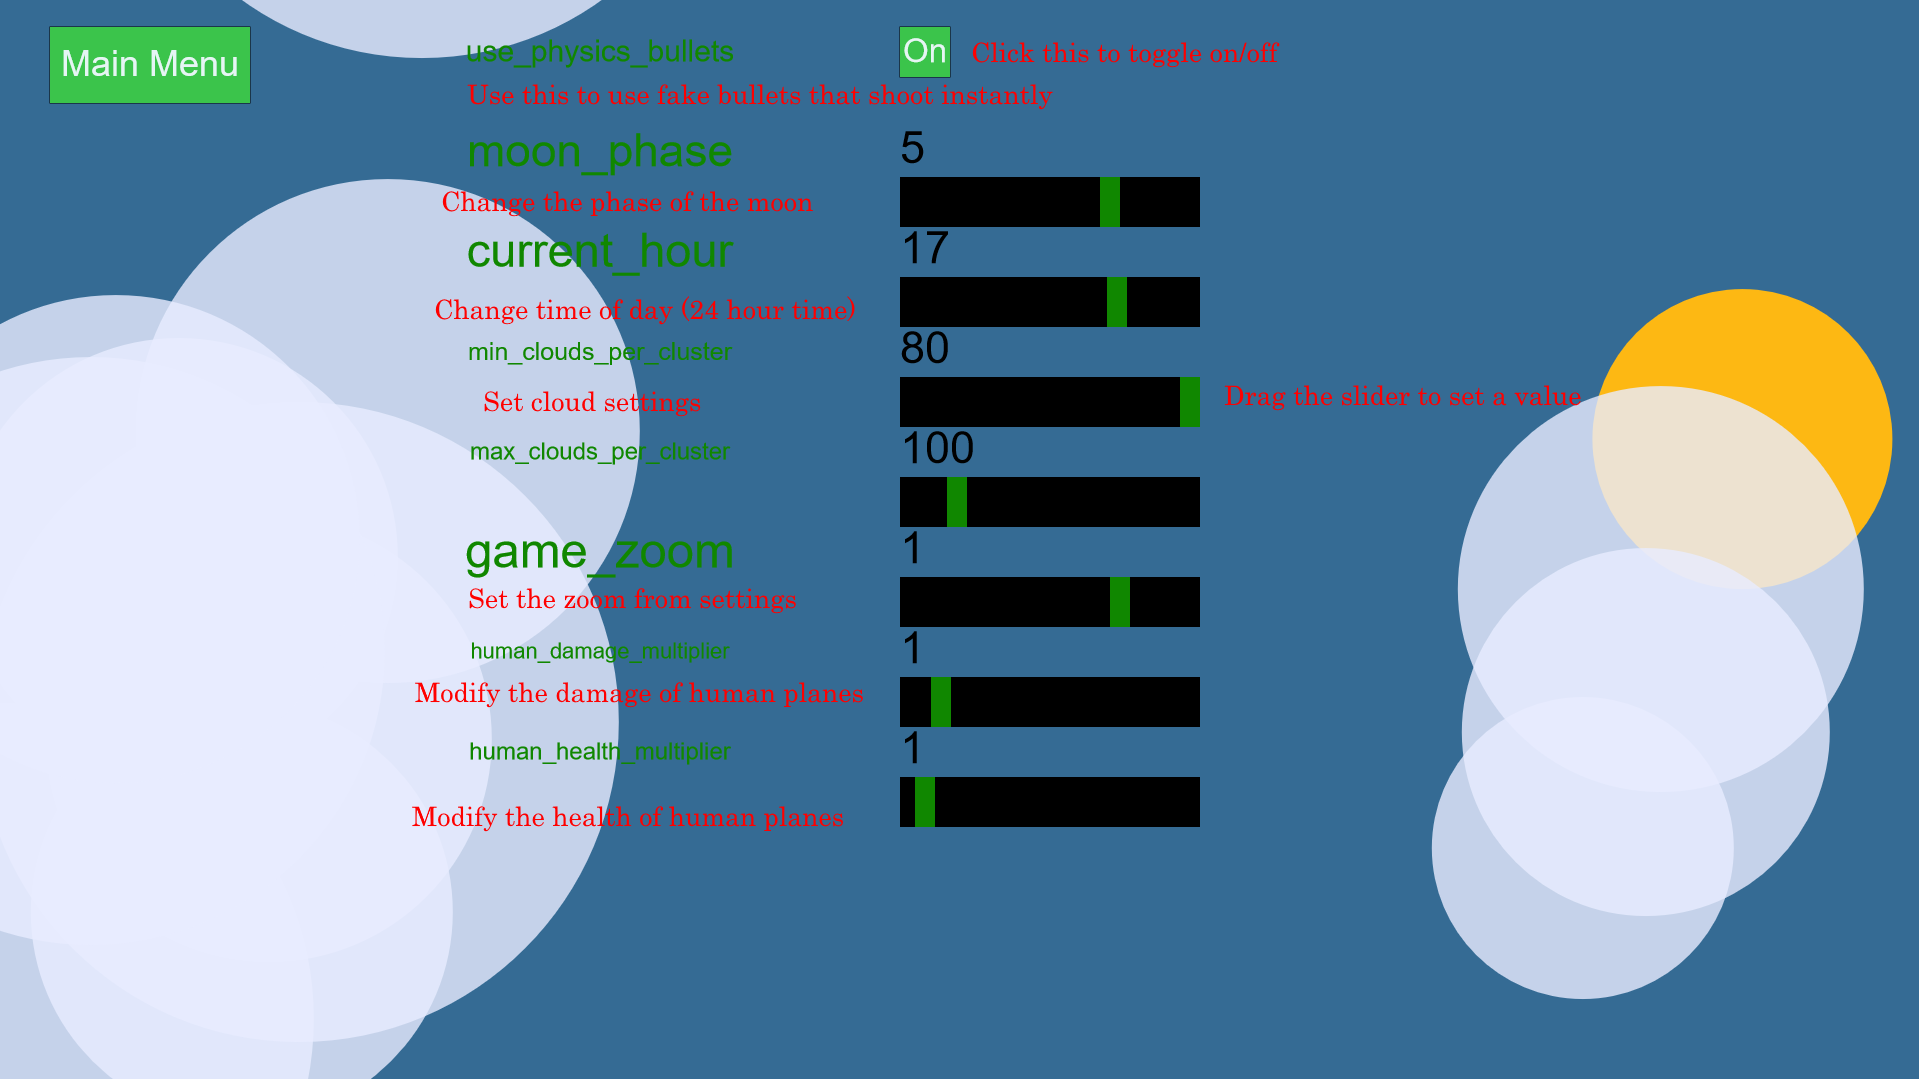 Main Menu
use_physics_bullets
On
Click this to toggle on/off
Use this to use fake bullets that shoot instantly
moon_phase
5
Change the phase of the moon
current_hour
17
Change time of day (24 hour time)
min_clouds_per_cluster
80
Set cloud settings
Drag the slider to set a value
max_clouds_per_cluster
100
game_zoom
1
Set the zoom from settings
human_damage_multiplier
1
Modify the damage of human planes
human_health_multiplier
1
Modify the health of human planes